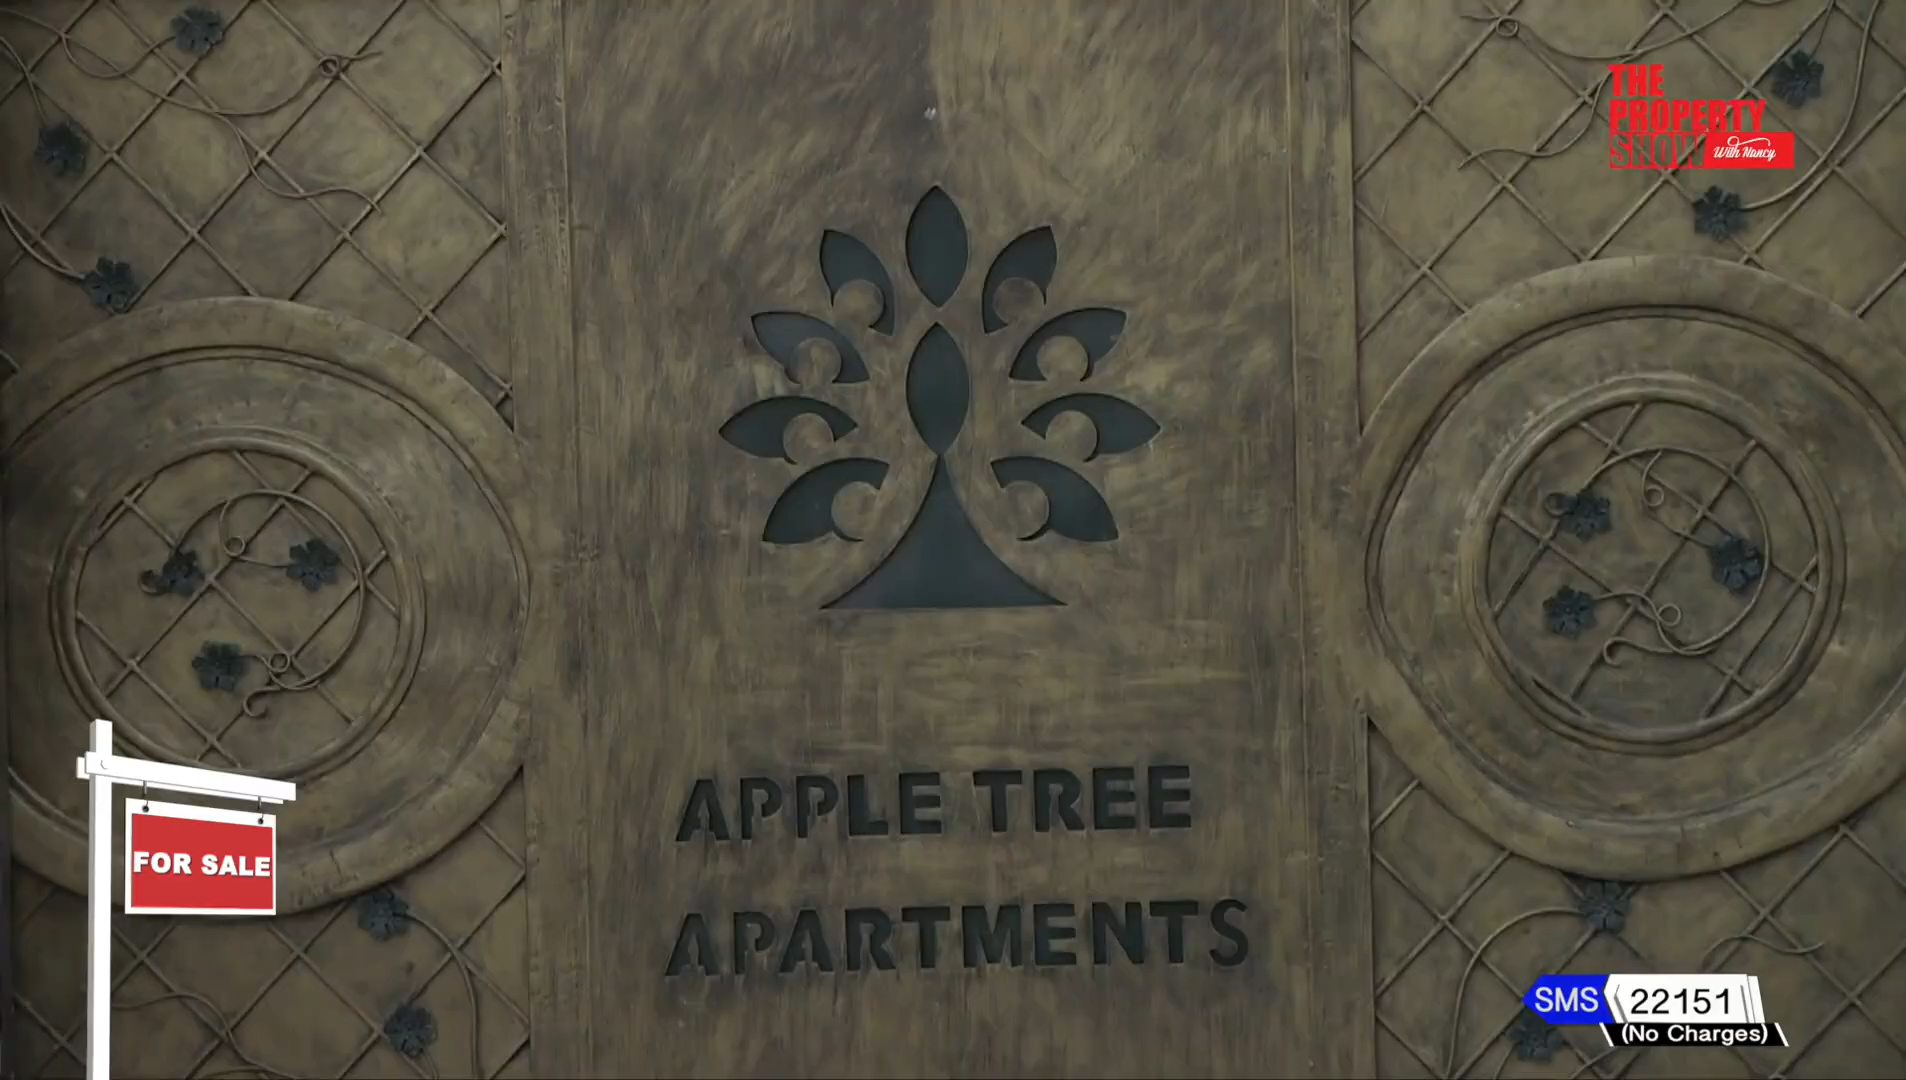 THE
PROPERTY
SHOW With Nancy
APPLE TREE
APARTMENTS
FOR SALE
SMS 22151
(No Charges)